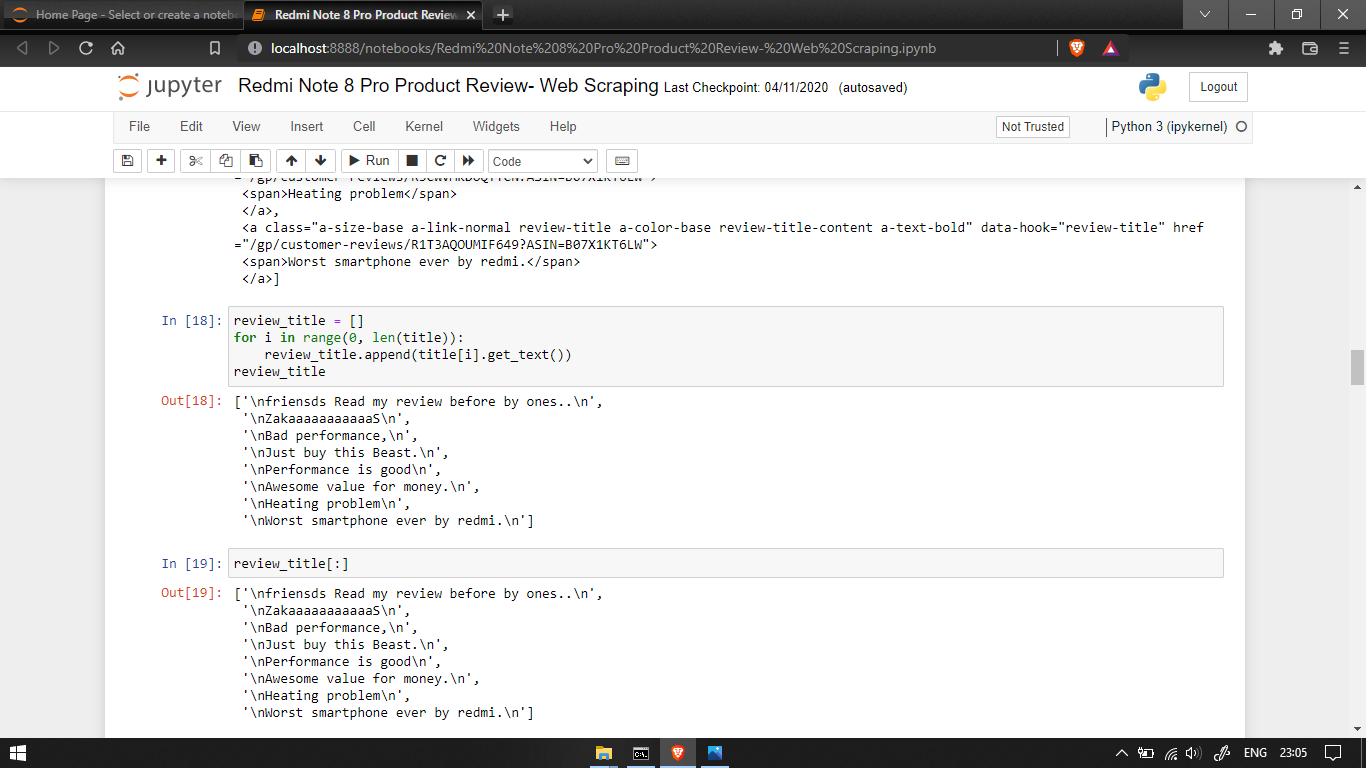 Home Page - Select or create a noteb
Redmi Note 8 Pro Product Review
localhost:8888/notebooks/Redmi%20Note%208%20Pro%20Product%20Review-%20Web%20Scraping.ipynb
jupyter Redmi Note 8 Pro Product Review- Web Scraping Last Checkpoint: 04/11/2020 (autosaved)
Logout
File Edit View Insert Cell Kernel Widgets Help
Not Trusted
Python 3 (ipykernel)
Run
Code
<span>Heating problem</span>
</a>,
<a class="a-size-base a-link-normal review-title a-color-base review-title-content a-text-bold" data-hook="review-title" href
="/gp/customer-reviews/R1T3AQOUMIF649?ASIN=B07X1KT6LW">
<span>Worst smartphone ever by redmi.</span>
</a>]
In [18]: review_title = []
for i in range(0, len(title)):
review_title.append(title[i].get_text())
review_title
Out[18]: ['\nfriensds Read my review before by ones..\n',
'\nZakaaaaaaaaaaaS\n',
'\nBad performance,\n',
'\nJust buy this Beast.\n',
'\nPerformance is good\n',
'\nAwesome value for money.\n',
'\nHeating problem\n',
'\nWorst smartphone ever by redmi.\n']
In [19]: review_title[:]
Out[19]: ['\nfriensds Read my review before by ones..\n',
'\nZakaaaaaaaaaaaS\n',
'\nBad performance,\n',
'\nJust buy this Beast.\n',
'\nPerformance is good\n',
'\nAwesome value for money.\n',
'\nHeating problem\n',
'\nWorst smartphone ever by redmi.\n']
ENG 23:05